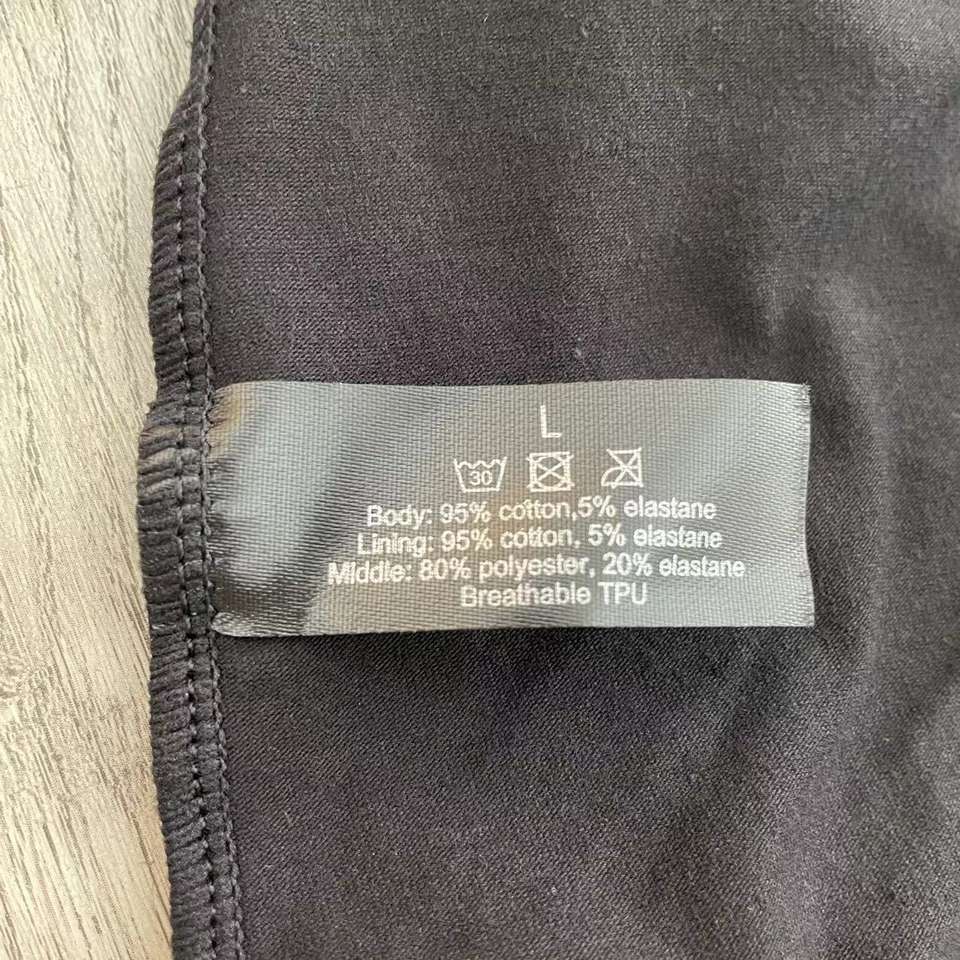 L
30
Body: 95% cotton,5% elastane
Lining: 95% cotton, 5% elastane
Middle: 80% polyester, 20% elastane
Breathable TPU